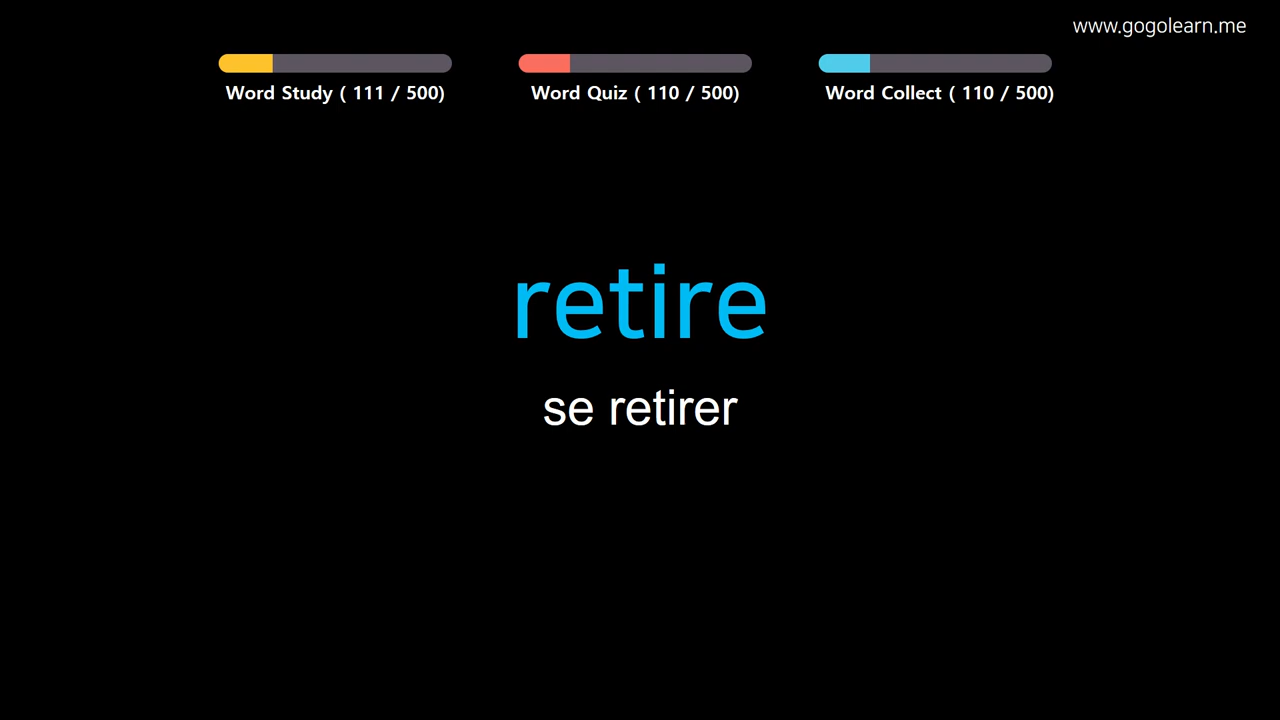 www.gogolearn.me
Word Study ( 111 / 500)
Word Quiz ( 110 / 500)
Word Collect ( 110 / 500)
retire
se retirer